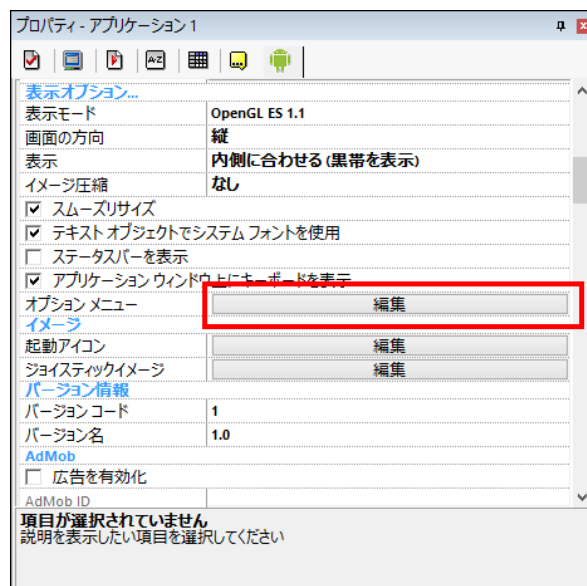 プロパティ - アプリケーション 1
A-Z
表示オプション...
表示モード OpenGL ES 1.1
画面の方向 縦
表示 内側に合わせる (黒帯を表示)
イメージ圧縮 なし
スムーズリサイズ
テキスト オブジェクトでシステム フォントを使用
ステータスバーを表示
アプリケーション ウィンドウ上にキーボードを表示
オプション メニュー 編集
イメージ
起動アイコン 編集
ジョイスティックイメージ 編集
バージョン情報
バージョン コード 1
バージョン名 1.0
AdMob
広告を有効化
AdMob ID
項目が選択されていません
説明を表示したい項目を選択してください